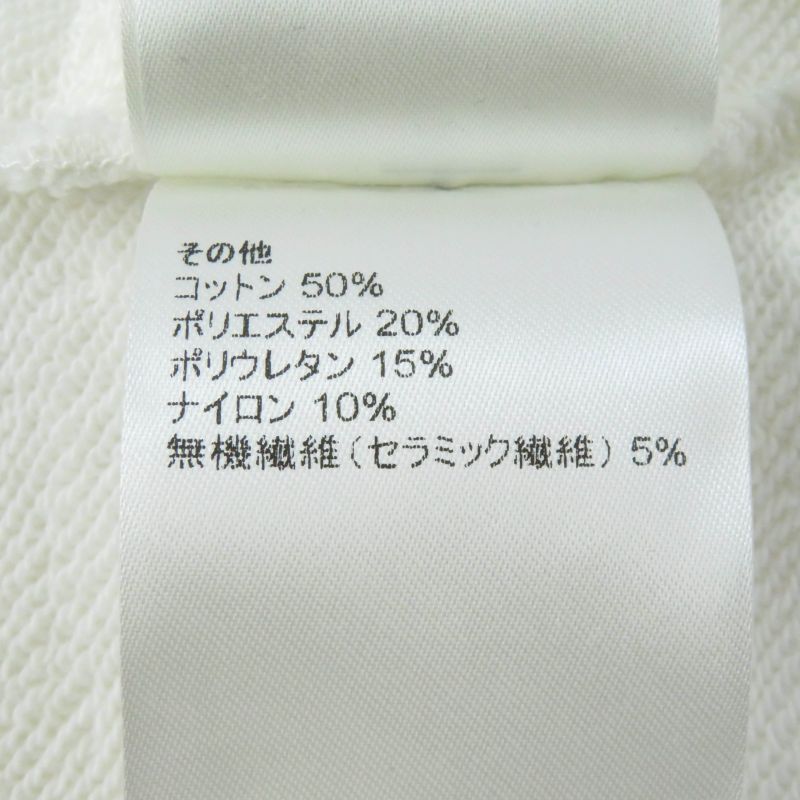 その他
コットン 50%
ポリエステル 20%
ポリウレタン 15%
ナイロン 10%
無機繊維（セラミック繊維） 5%